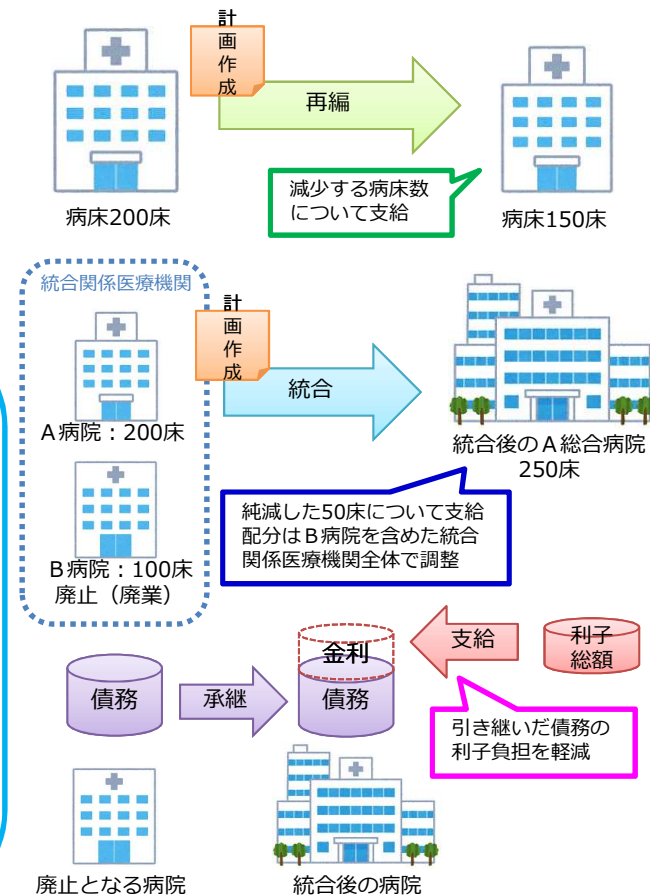 計画作成
再編
減少する病床数
について支給
病床200床
病床150床
統合関係医療機関
計画作成
統合
A病院：200床
B病院：100床
廃止（廃業）
統合後のA総合病院
250床
純減した50床について支給
配分はB病院を含めた統合
関係医療機関全体で調整
債務
承継
金利
債務
支給
利子
総額
引き継いだ債務の
利子負担を軽減
廃止となる病院
統合後の病院